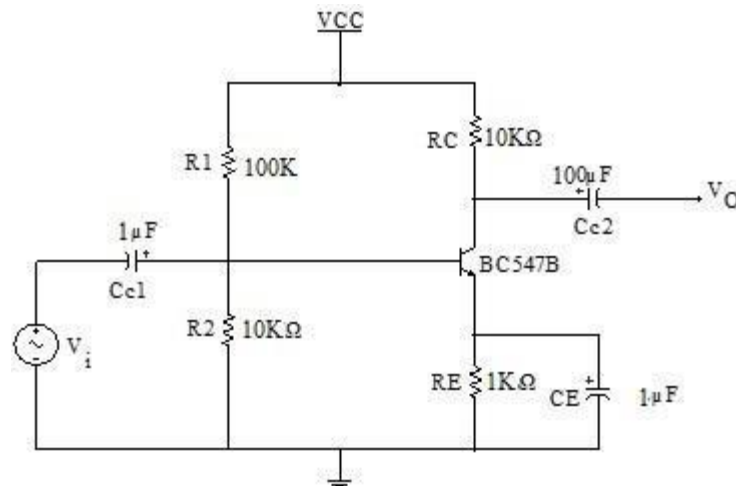 VCC
RC
10KΩ
R1
100K
100µF
Cc2
VO
1µF
Cc1
BC547B
R2
10KΩ
Vi
RE
1KΩ
CE
1µF